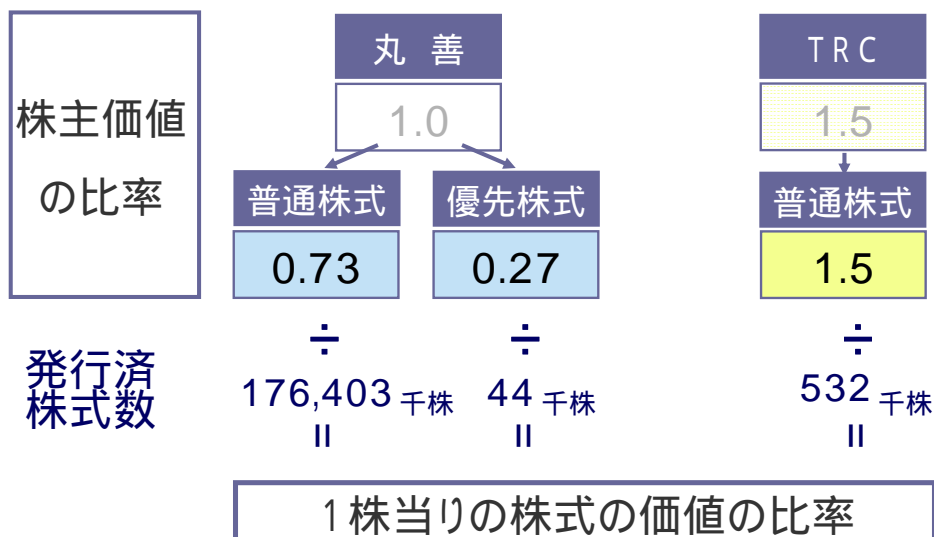 丸 善
TRC
株主価値
の比率
1.0
1.5
普通株式
優先株式
普通株式
0.73
0.27
1.5
発行済
株式数
÷
÷
÷
176,403 千株
44 千株
532 千株
=
=
=
1株当りの株式の価値の比率